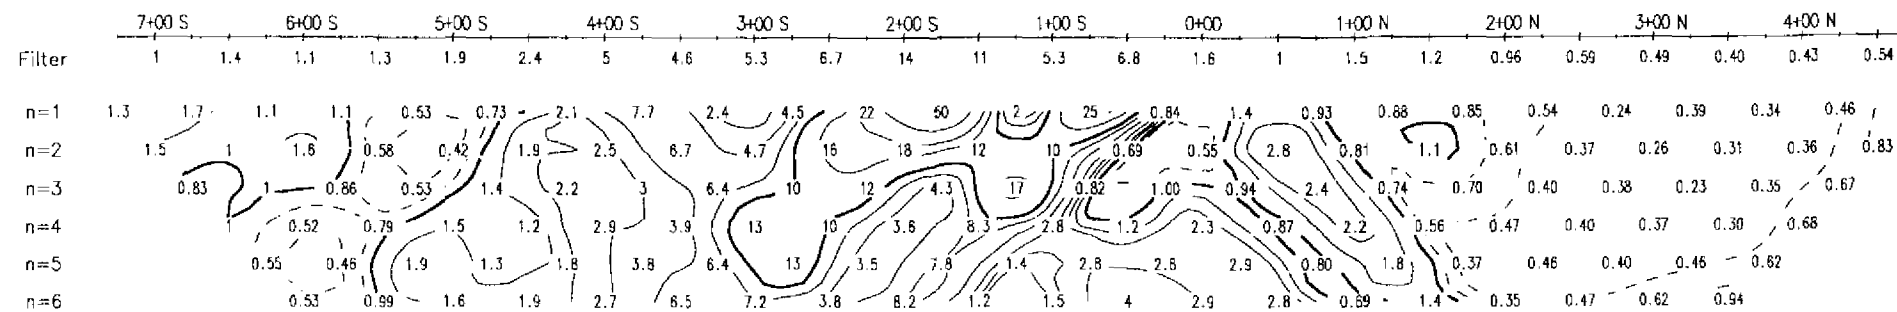 7+00 S 6+00 S 5+00 S 4+00 S 3+00 S 2+00 S 1+00 S 0+00 1+00 N 2+00 N 3+00 N 4+00 N
Filter 1 1.4 1.1 1.3 1.9 2.4 5 4.6 5.3 6.7 14 11 5.3 6.8 1.6 1 1.5 1.2 0.96 0.59 0.49 0.40 0.43 0.54
n=1 1.3 1.7 1.1 1.1 0.53 0.73 2.1 7.7 2.4 4.5 22 50 2 25 0.84 1.4 0.93 0.88 0.85 0.54 0.24 0.39 0.34 0.46
n=2 1.5 1 1.6 0.58 0.42 1.9 2.5 6.7 4.7 16 18 12 10 0.69 0.55 2.8 0.81 1.1 0.61 0.37 0.26 0.31 0.36 0.83
n=3 0.83 1 0.86 0.53 1.4 2.2 3 6.4 10 12 4.3 17 0.82 1.00 0.94 2.4 0.74 0.70 0.40 0.38 0.23 0.35 0.67
n=4 1 0.52 0.79 1.5 1.2 2.9 3.9 13 10 3.6 8.3 2.8 1.2 2.3 0.87 2.2 0.56 0.47 0.40 0.37 0.30 0.68
n=5 0.55 0.46 1.9 1.3 1.8 3.8 6.4 13 3.5 7.8 1.4 2.8 2.8 2.9 0.80 1.8 0.37 0.46 0.40 0.46 0.62
n=6 0.53 0.99 1.6 1.9 2.7 6.5 7.2 3.8 8.2 1.2 1.5 4 2.9 2.8 0.69 1.4 0.35 0.47 0.62 0.94